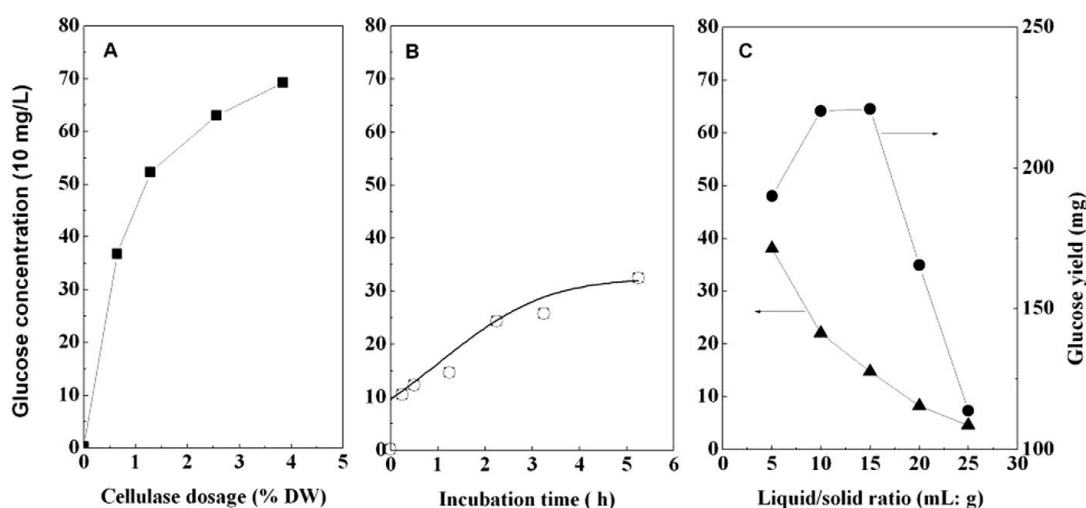 A
B
C
Glucose concentration (10 mg/L)
80
70
60
50
40
30
20
10
0
0 1 2 3 4 5
Cellulase dosage (% DW)
80
70
60
50
40
30
20
10
0
0 1 2 3 4 5 6
Incubation time ( h)
80
70
60
50
40
30
20
10
0
0 5 10 15 20 25 30
Liquid/solid ratio (mL: g)
250
200
150
100
Glucose yield (mg)